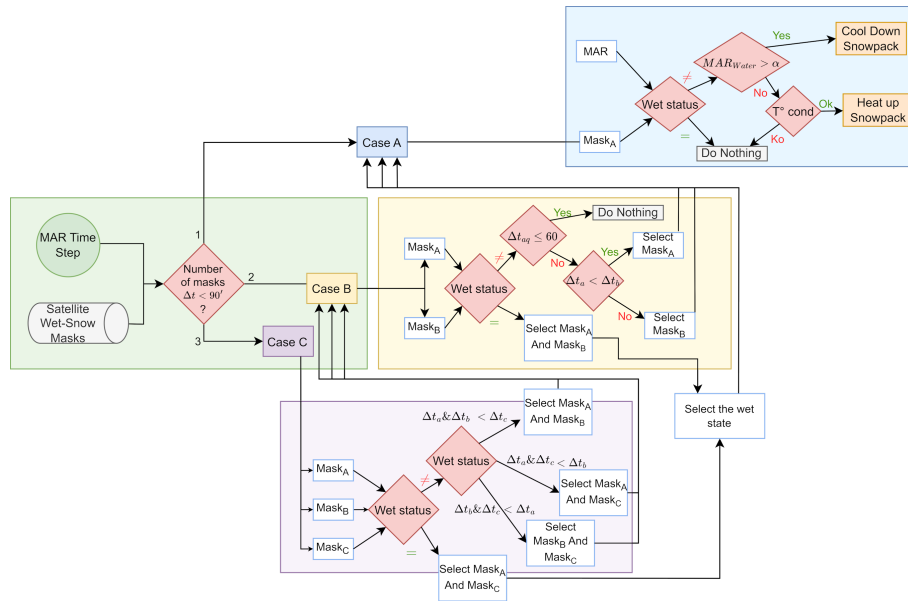 MAR
Mask_A
Wet status
≠
=
MAR_Water > α
Yes
No
Cool Down
Snowpack
T° cond
Ok
Ko
Heat up
Snowpack
Do Nothing
Case A
MAR Time
Step
Satellite
Wet-Snow
Masks
Number
of masks
Δt < 90′
?
1
2
3
Case B
Case C
Mask_A
Mask_B
Wet status
≠
=
Δt_aq ≤ 60
Yes
No
Do Nothing
Δt_a < Δt_b
Yes
No
Select
Mask_A
Select
Mask_B
Select Mask_A
And Mask_B
Select the wet
state
Mask_A
Mask_B
Mask_C
Wet status
≠
=
Wet status
Δt_a&Δt_b < Δt_c
Δt_a&Δt_c < Δt_b
Δt_b&Δt_c < Δt_a
Select Mask_A
And Mask_B
Select Mask_A
And Mask_C
Select
Mask_B And
Mask_C
Select Mask_A
And Mask_C